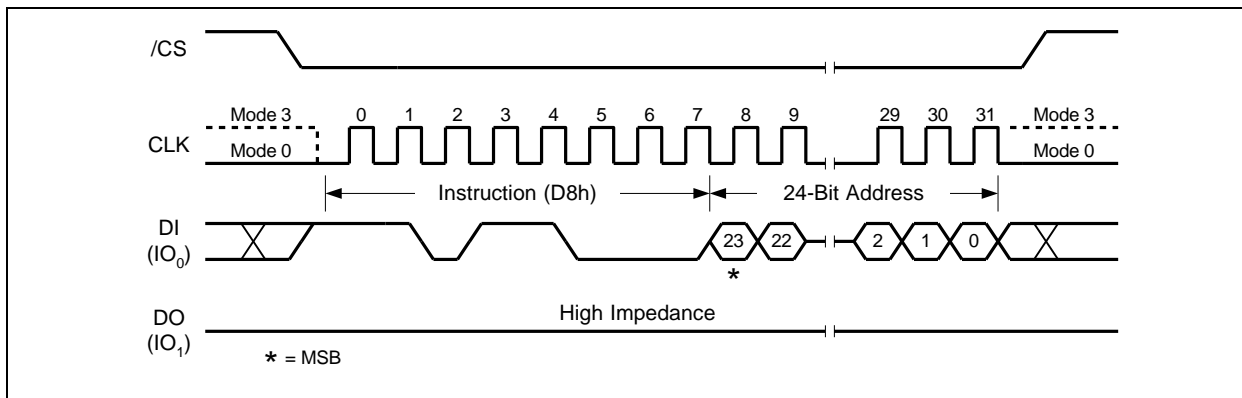 /CS
Mode 3 0 1 2 3 4 5 6 7 8 9 29 30 31 Mode 3
CLK
Mode 0 Mode 0
Instruction (D8h) 24-Bit Address
DI
(IO0)
23 22 2 1 0
*
High Impedance
DO
(IO1)
* = MSB